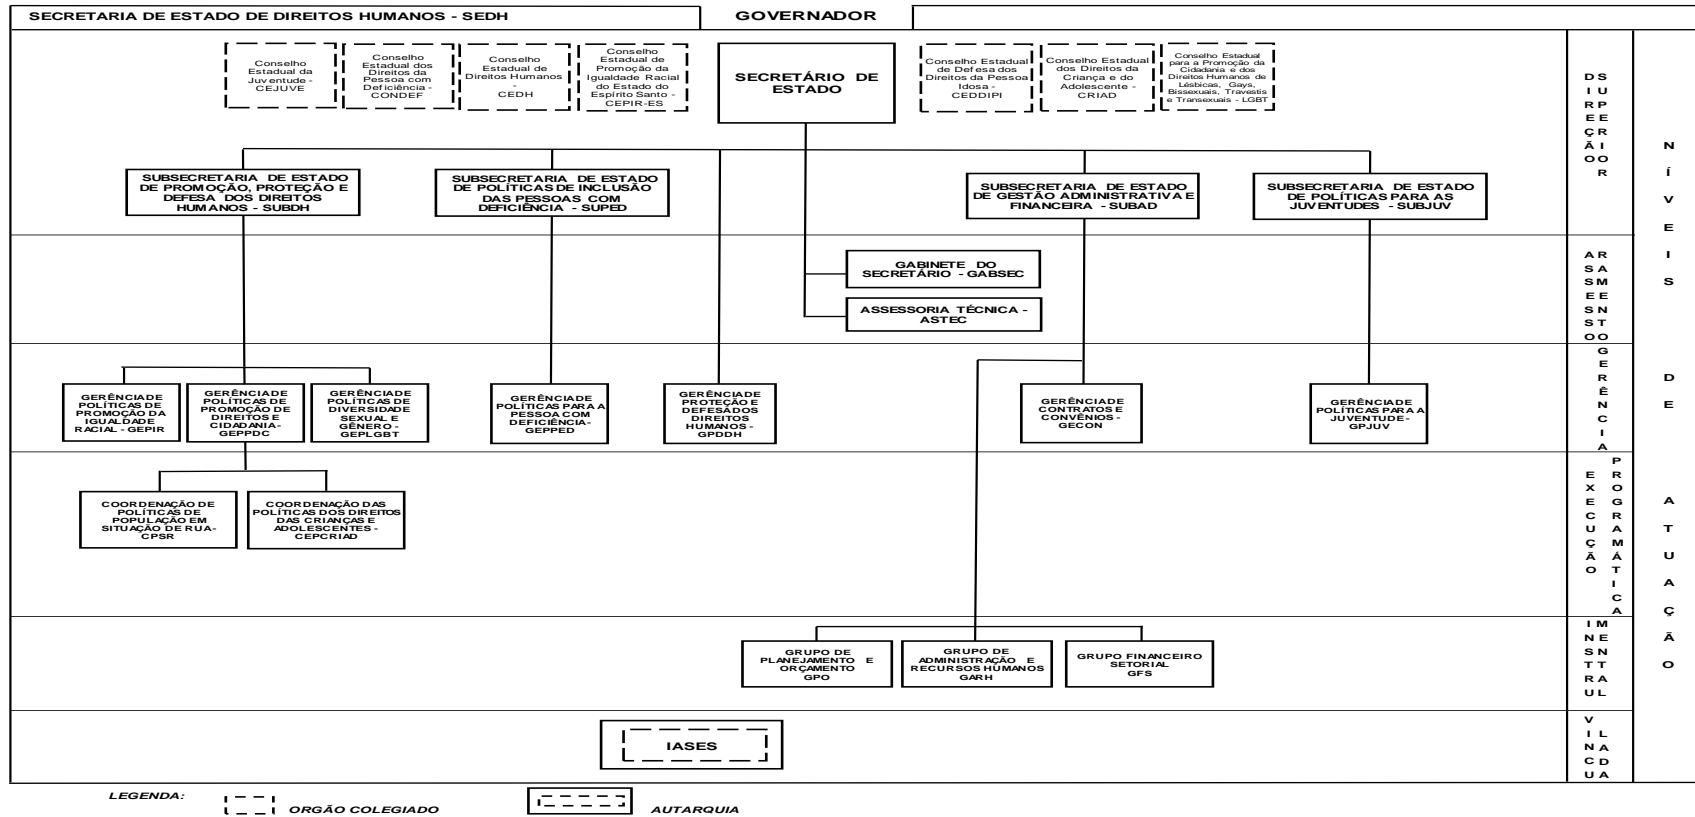 SECRETARIA DE ESTADO DE DIREITOS HUMANOS - SEDH
GOVERNADOR
Conselho
Estadual da
Juventude -
CEJUVE
Conselho
Estadual dos
Direitos da
Pessoa com
Deficiência -
CONDEF
Conselho
Estadual de
Direitos Humanos
-
CEDH
Conselho
Estadual de
Promoção da
Igualdade Racial
do Estado do
Espírito Santo -
CEPIR-ES
SECRETÁRIO DE
ESTADO
Conselho Estadual
de Defesa dos
Direitos da Pessoa
Idosa -
CEDDIPI
Conselho Estadual
dos Direitos da
Criança e do
Adolescente -
CRIAD
Conselho Estadual
para a Promoção da
Cidadania e dos
Direitos Humanos de
Lésbicas, Gays,
Bissexuais, Travestis
e Transexuais - LGBT
SUBSECRETARIA DE ESTADO
DE PROMOÇÃO, PROTEÇÃO E
DEFESA DOS DIREITOS
HUMANOS - SUBDH
SUBSECRETARIA DE ESTADO
DE POLÍTICAS DE INCLUSÃO
DAS PESSOAS COM
DEFICIÊNCIA - SUPED
SUBSECRETARIA DE ESTADO
DE GESTÃO ADMINISTRATIVA E
FINANCEIRA - SUBAD
SUBSECRETARIA DE ESTADO
DE POLÍTICAS PARA AS
JUVENTUDES - SUBJUV
DIREÇÃO
SUPERIOR
GABINETE DO
SECRETÁRIO - GABSEC
ASSESSORIA TÉCNICA -
ASTEC
ASSESSO
RAMENTO
GERÊNCIA DE
POLÍTICAS DE
PROMOÇÃO DA
IGUALDADE
RACIAL - GEPIR
GERÊNCIA DE
POLÍTICAS DE
PROMOÇÃO DE
DIREITOS E
CIDADANIA-
GEPPDC
GERÊNCIA DE
POLÍTICAS DE
DIVERSIDADE
SEXUAL E
GÊNERO -
GEPLGBT
GERÊNCIA DE
POLÍTICAS PARA A
PESSOA COM
DEFICIÊNCIA-
GEPPED
GERÊNCIA DE
PROTEÇÃO E
DEFESA DOS
DIREITOS
HUMANOS -
GPDDH
GERÊNCIA DE
CONTRATOS E
CONVÊNIOS -
GECON
GERÊNCIA DE
POLÍTICAS PARA A
JUVENTUDE-
GPJUV
GERÊNCIA
COORDENAÇÃO DE
POLÍTICAS DE
POPULAÇÃO EM
SITUAÇÃO DE RUA-
CPSR
COORDENAÇÃO DAS
POLÍTICAS DOS DIREITOS
DAS CRIANÇAS E
ADOLESCENTES -
CEPCRIAD
EXECUÇÃO
PROGRAMÁTICA
GRUPO DE
PLANEJAMENTO E
ORÇAMENTO
GPO
GRUPO DE
ADMINISTRAÇÃO E
RECURSOS HUMANOS
GARH
GRUPO FINANCEIRO
SETORIAL
GFS
INSTRU
MENTAL
IASES
VINCU
LADA
NÍVEIS DE ATUAÇÃO
LEGENDA:
ORGÃO COLEGIADO
AUTARQUIA